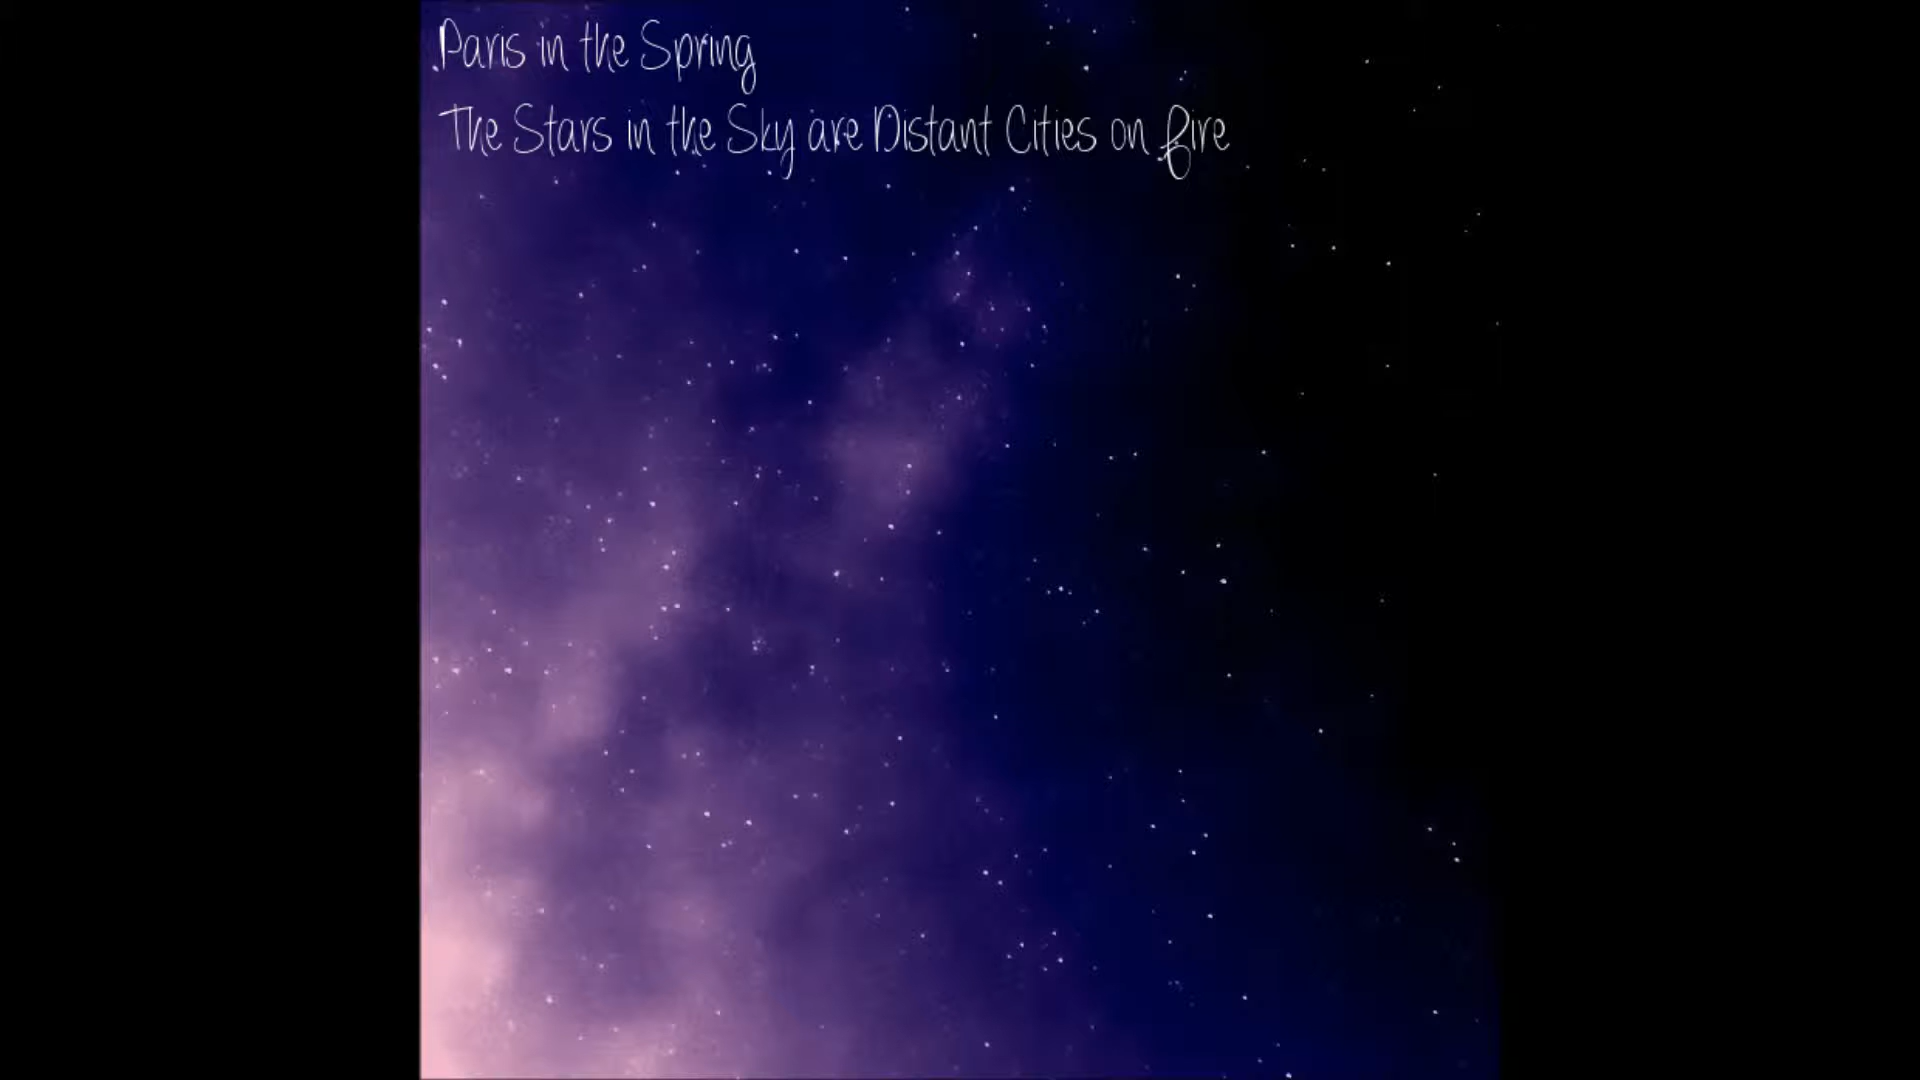 Paris in the Spring
The Stars in the Sky are Distant Cities on fire